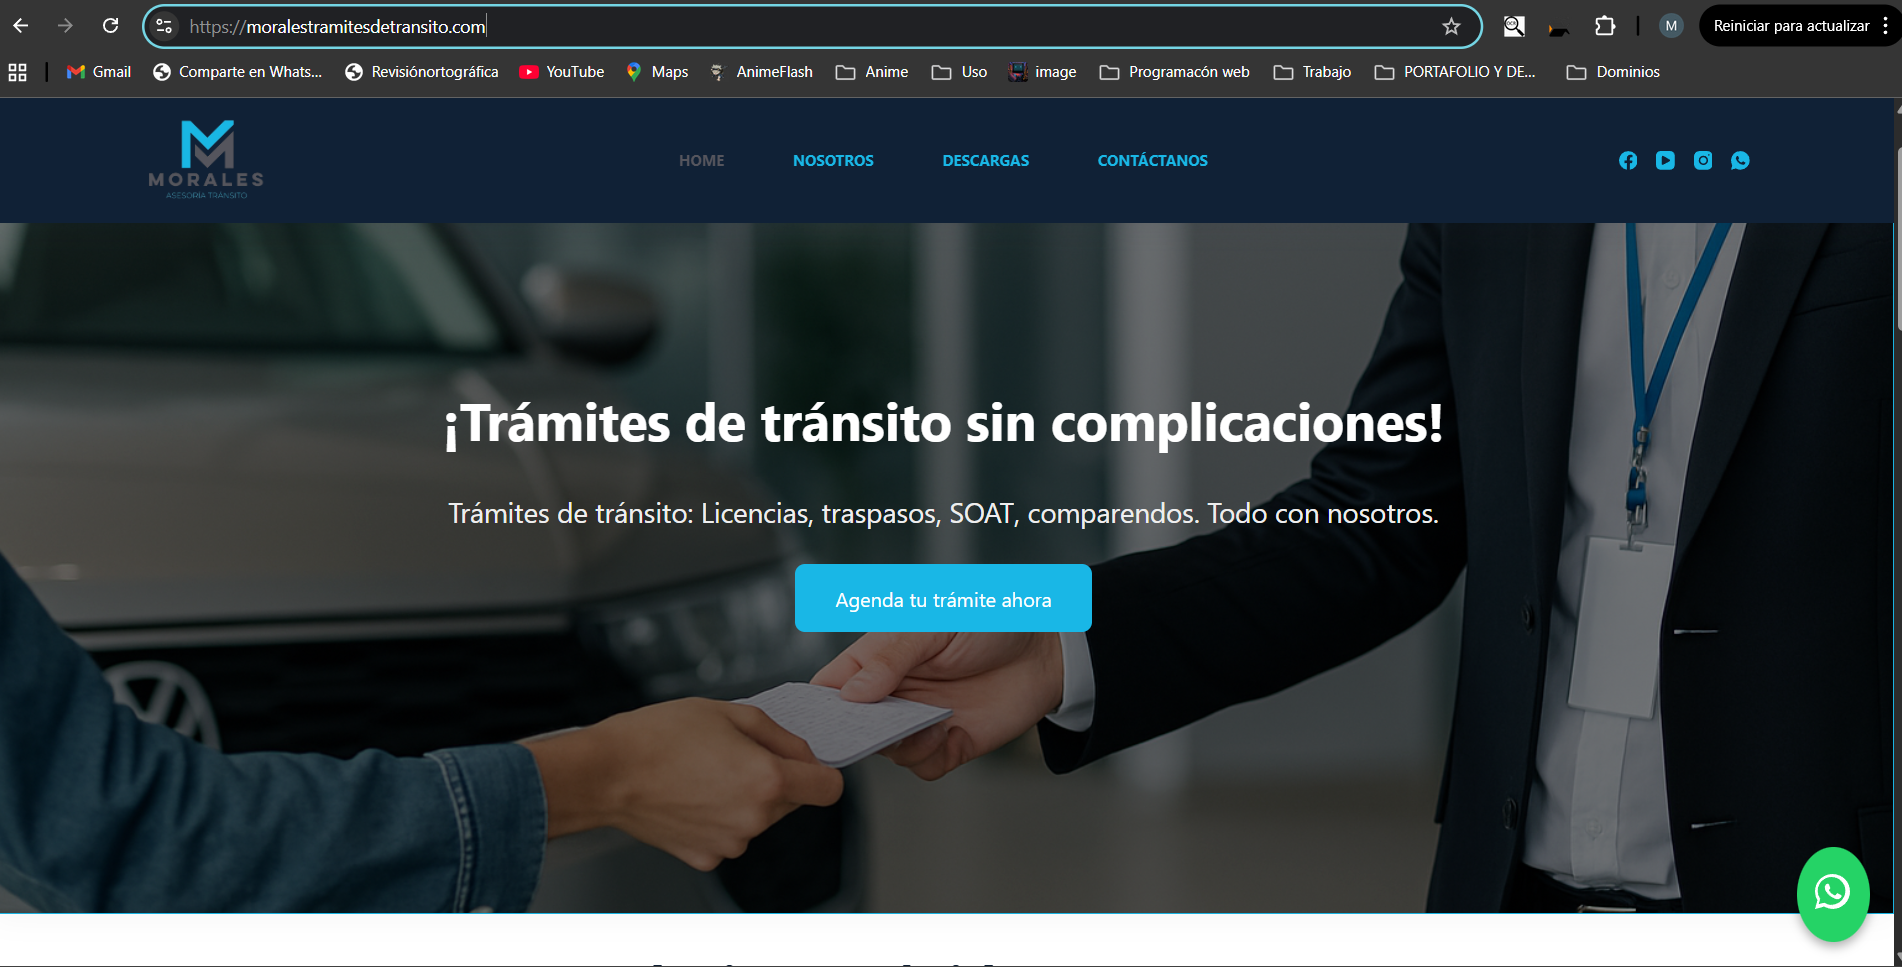 https://moralestramitesdetransito.com
M
Reiniciar para actualizar
Gmail
Comparte en Whats...
Revisiónortográfica
YouTube
Maps
AnimeFlash
Anime
Uso
image
Programacón web
Trabajo
PORTAFOLIO Y DE...
Dominios
MORALES
ASESORÍA TRÁNSITO
HOME
NOSOTROS
DESCARGAS
CONTÁCTANOS
¡Trámites de tránsito sin complicaciones!
Trámites de tránsito: Licencias, traspasos, SOAT, comparendos. Todo con nosotros.
Agenda tu trámite ahora